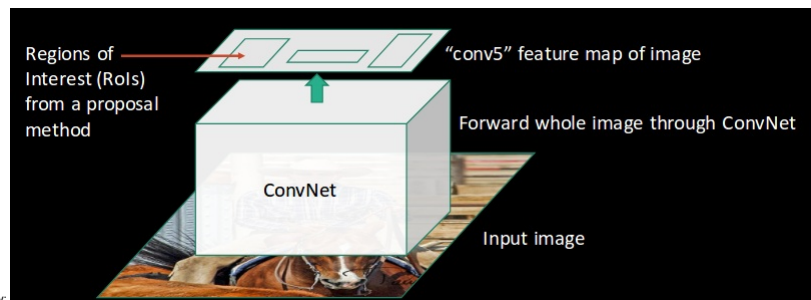 Regions of
Interest (RoIs)
from a proposal
method
“conv5” feature map of image
Forward whole image through ConvNet
ConvNet
Input image